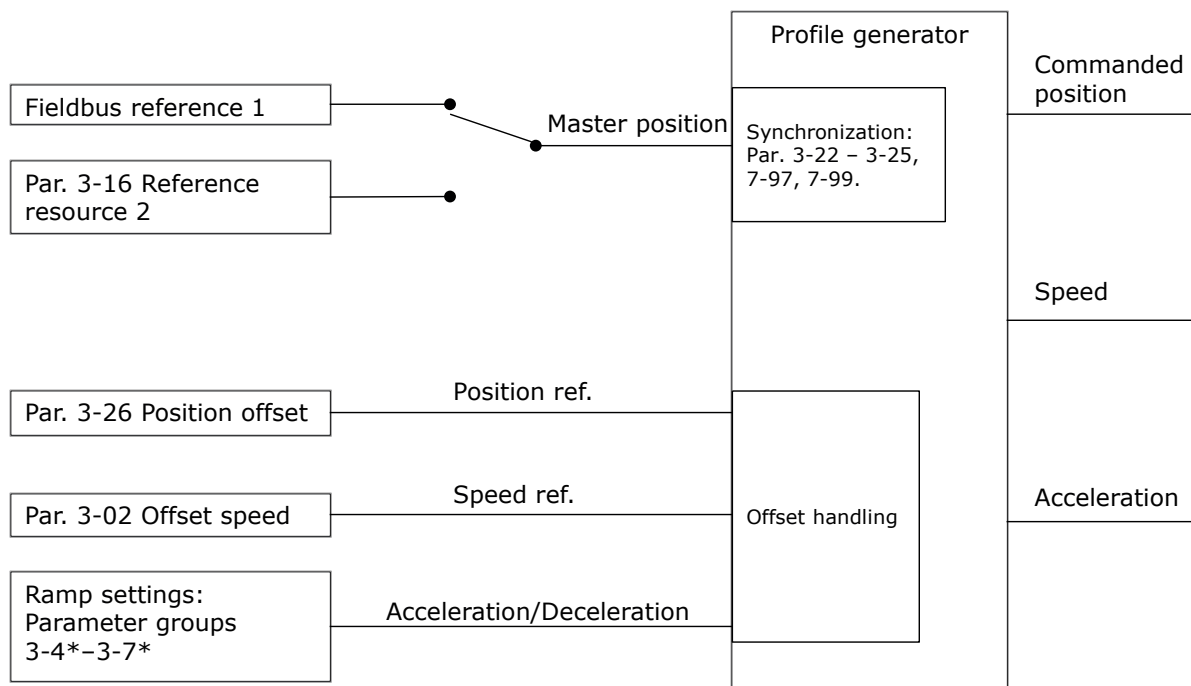 Profile generator
Commanded
position
Fieldbus reference 1
Master position
Synchronization:
Par. 3-22 – 3-25,
7-97, 7-99.
Par. 3-16 Reference
resource 2
Speed
Position ref.
Par. 3-26 Position offset
Speed ref.
Acceleration
Par. 3-02 Offset speed
Offset handling
Ramp settings:
Parameter groups
3-4*–3-7*
Acceleration/Deceleration